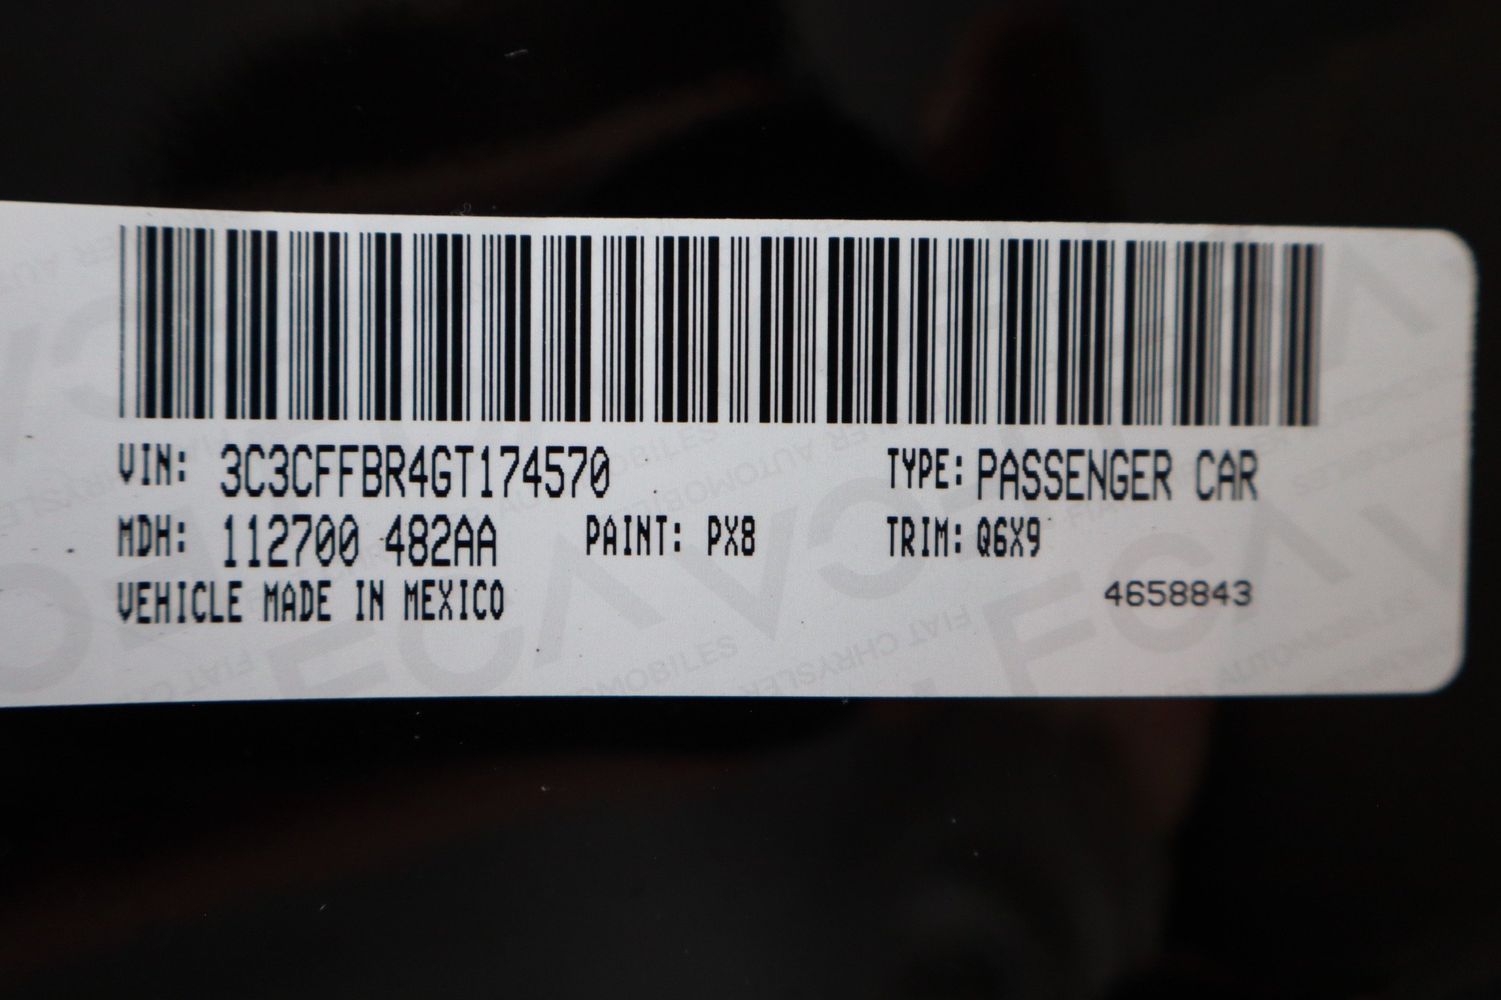 VIN: 3C3CFFBR4GT174570 TYPE: PASSENGER CAR
MDH: 112700 482AA PAINT: PX8 TRIM: Q6X9
VEHICLE MADE IN MEXICO 4658843